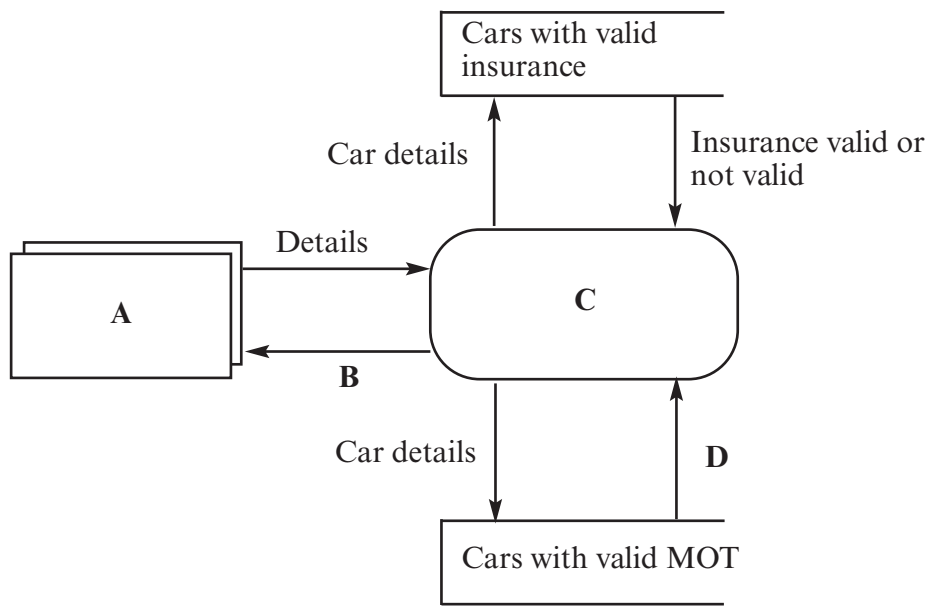 Cars with valid
insurance
Car details
Insurance valid or
not valid
Details
A
C
B
Car details
D
Cars with valid MOT